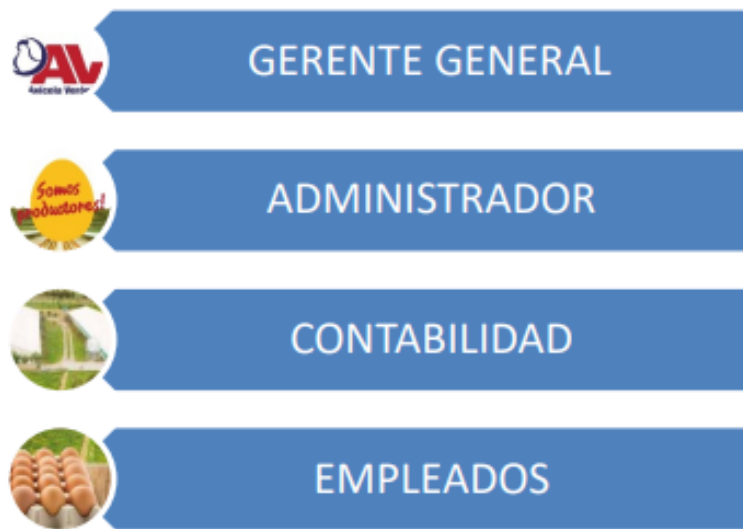 AV
GERENTE GENERAL
Somos
productores!
ADMINISTRADOR
CONTABILIDAD
EMPLEADOS